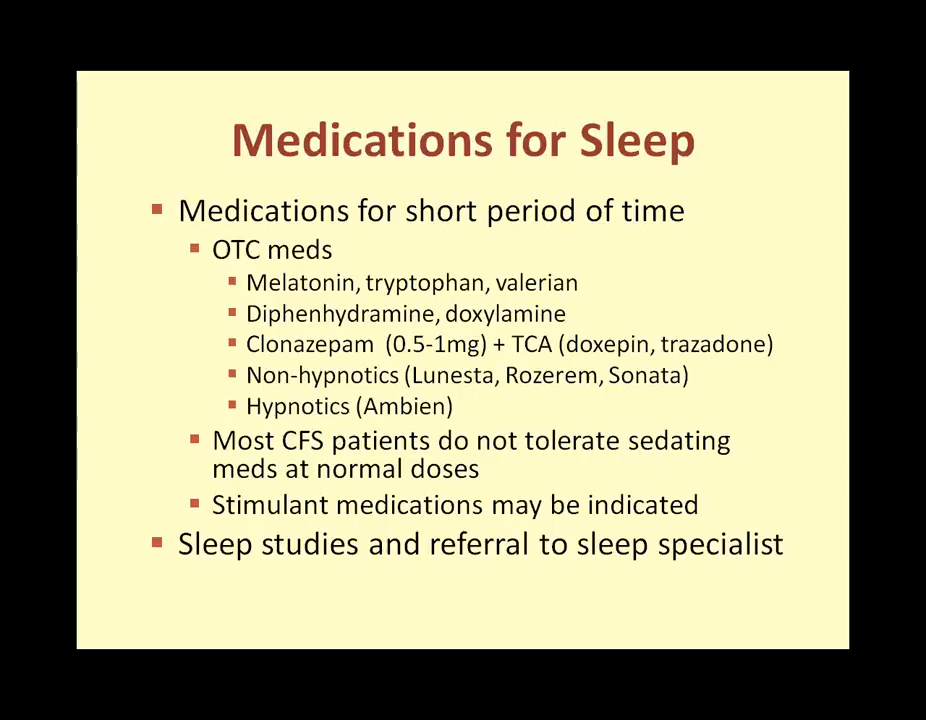 Medications for Sleep
Medications for short period of time
OTC meds
Melatonin, tryptophan, valerian
Diphenhydramine, doxylamine
Clonazepam (0.5-1mg) + TCA (doxepin, trazadone)
Non-hypnotics (Lunesta, Rozerem, Sonata)
Hypnotics (Ambien)
Most CFS patients do not tolerate sedating
meds at normal doses
Stimulant medications may be indicated
Sleep studies and referral to sleep specialist